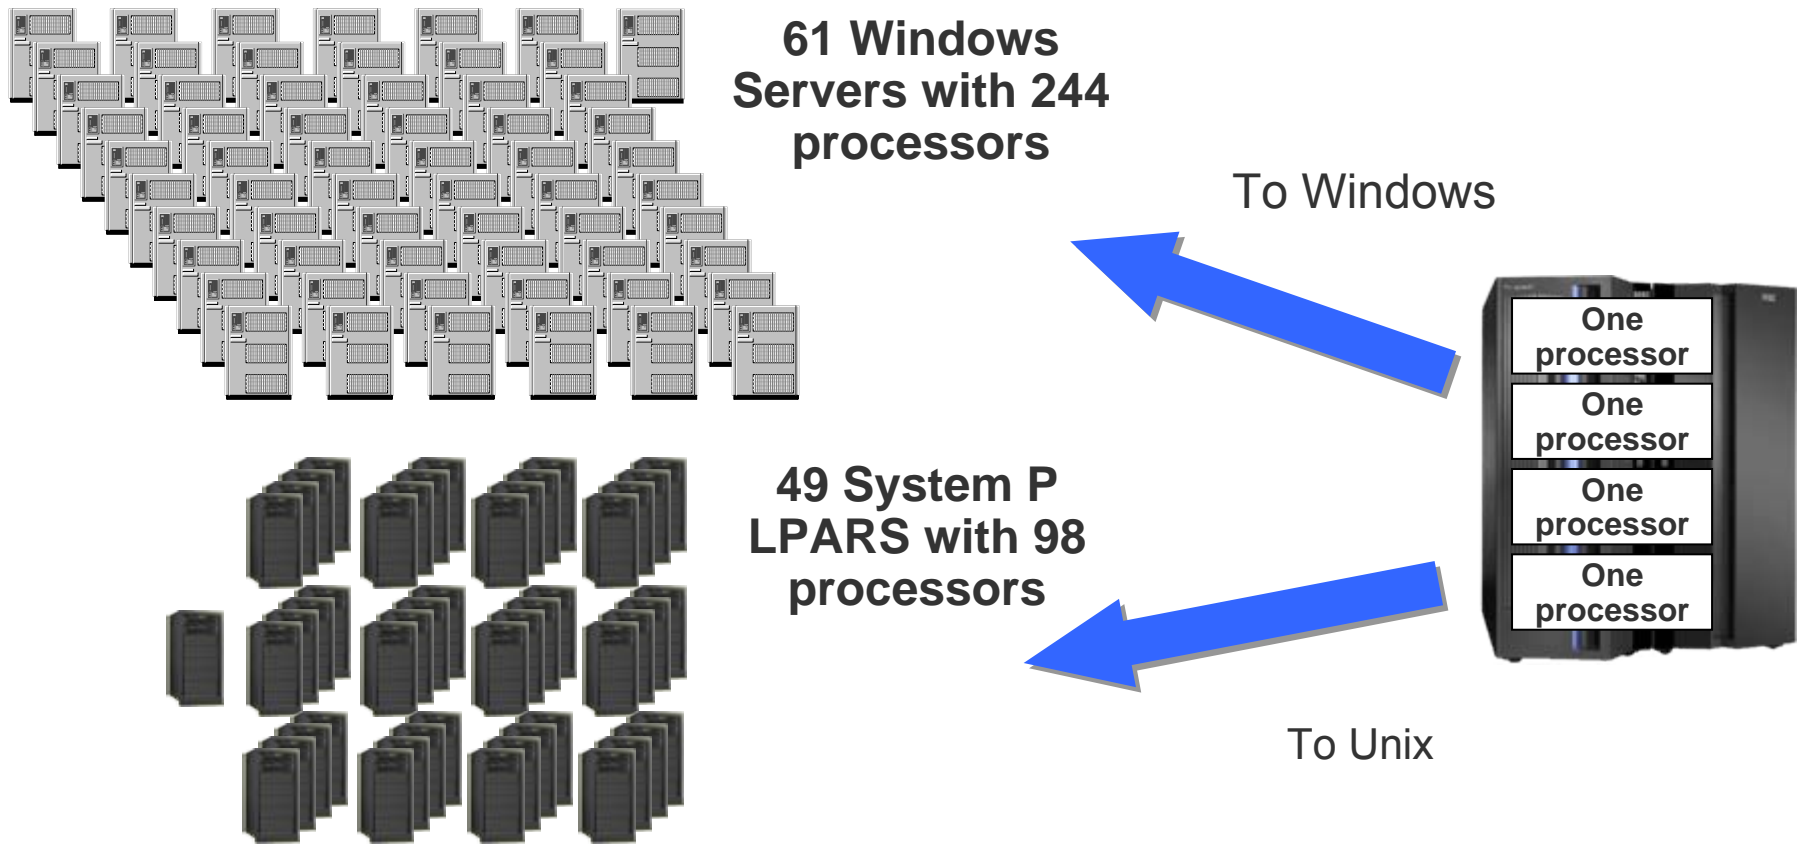 61 Windows
Servers with 244
processors
To Windows
One
processor
One
processor
One
processor
One
processor
49 System P
LPARS with 98
processors
To Unix